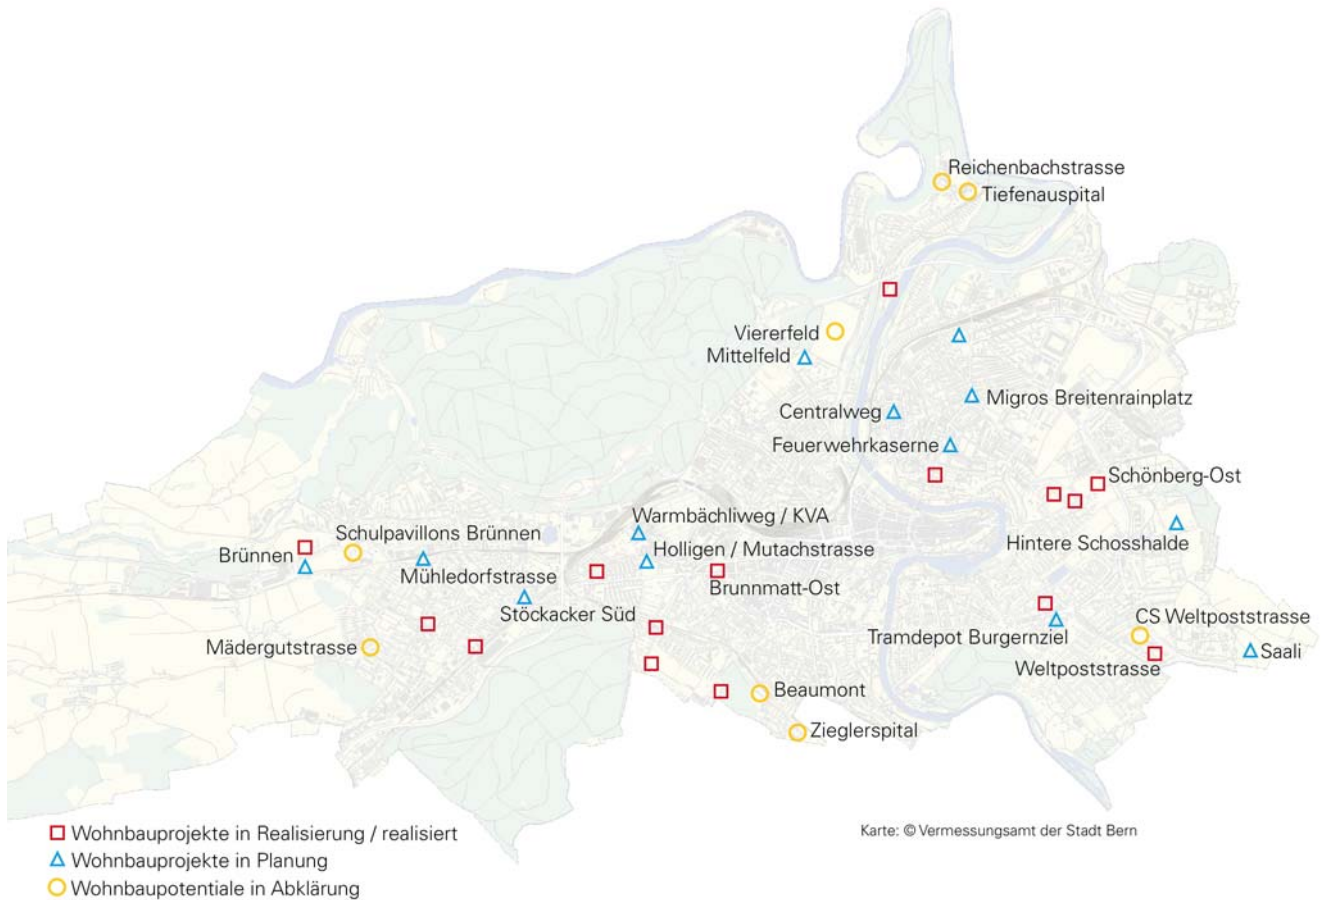 Reichenbachstrasse
Tiefenauspital
Viererfeld
Mittelfeld
Migros Breitenrainplatz
Centralweg
Feuerwehrkaserne
Schönberg-Ost
Warmbächliweg / KVA
Schulpavillons Brünnen
Hintere Schosshalde
Holligen / Mutachstrasse
Brünnen
Mühledorfstrasse
Brunnmatt-Ost
Stöckacker Süd
CS Weltpoststrasse
Tramdepot Burgernziel
Mädergutstrasse
Saali
Weltpoststrasse
Beaumont
Zieglerspital
Wohnbauprojekte in Realisierung / realisiert
Karte: © Vermessungsamt der Stadt Bern
Wohnbauprojekte in Planung
Wohnbaupotentiale in Abklärung